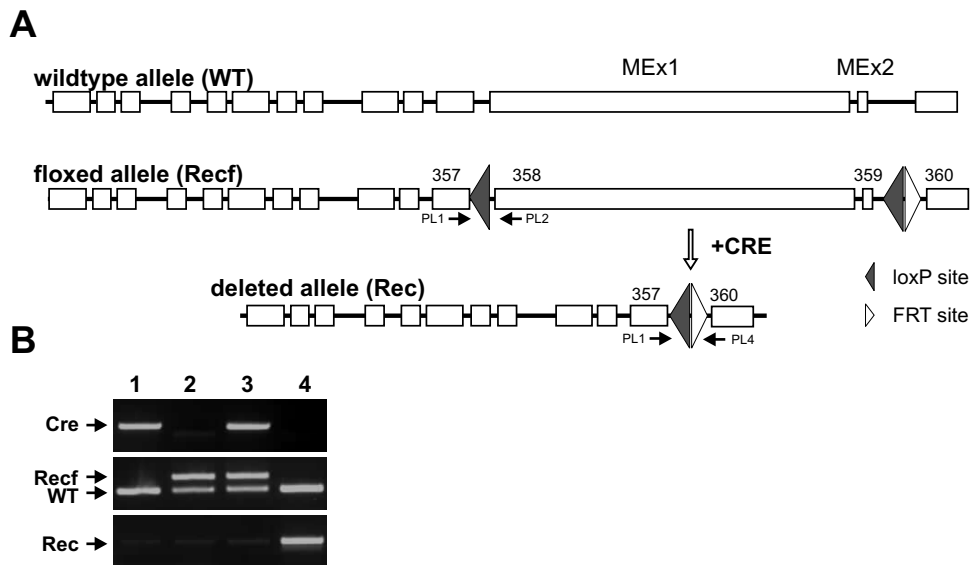 A
wildtype allele (WT)
MEx1
MEx2
floxed allele (Recf)
357
358
359
360
PL1
PL2
+CRE
deleted allele (Rec)
357
360
PL1
PL4
loxP site
FRT site
B
1 2 3 4
Cre
Recf
WT
Rec